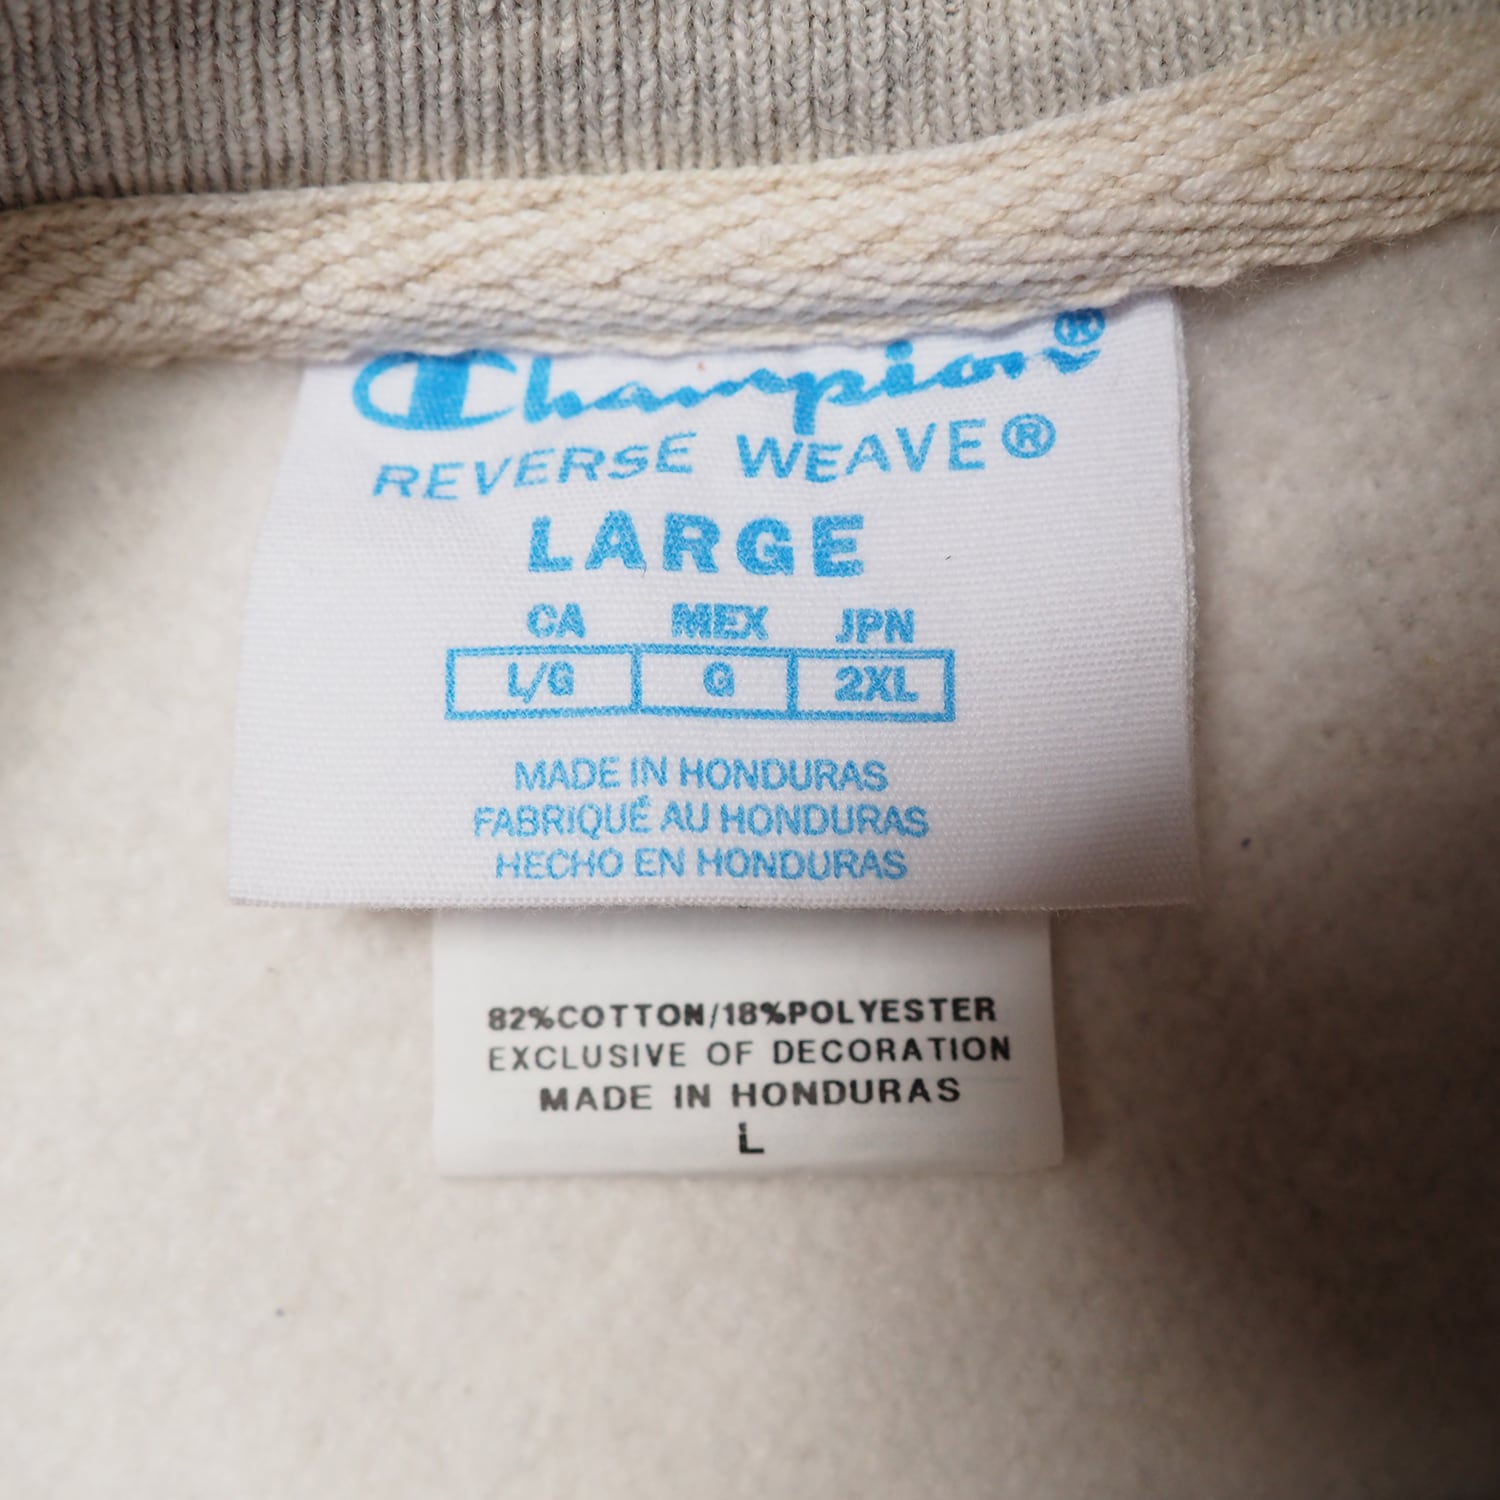 Champion®
REVERSE WEAVE®
LARGE
CA MEX JPN
L/G G 2XL
MADE IN HONDURAS
FABRIQUÉ AU HONDURAS
HECHO EN HONDURAS
82%COTTON/18%POLYESTER
EXCLUSIVE OF DECORATION
MADE IN HONDURAS
L